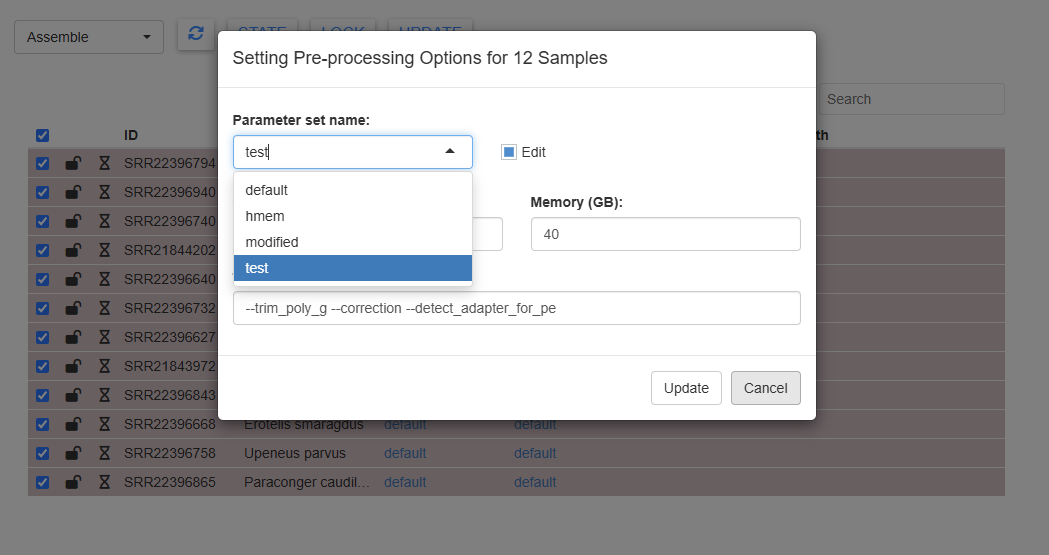 Assemble
STATE LOCK UPDATE
Setting Pre-processing Options for 12 Samples
Search
Parameter set name:
ID
test
Edit
SRR22396794
default
SRR22396940
Memory (GB):
hmem
SRR22396740
40
modified
SRR21844202
test
SRR22396640
SRR22396732
--trim_poly_g --correction --detect_adapter_for_pe
SRR22396627
SRR21843972
Update Cancel
SRR22396843
SRR22396668 Erotelis smaragdus default default
SRR22396758 Upeneus parvus default default
SRR22396865 Paraconger caudil... default default